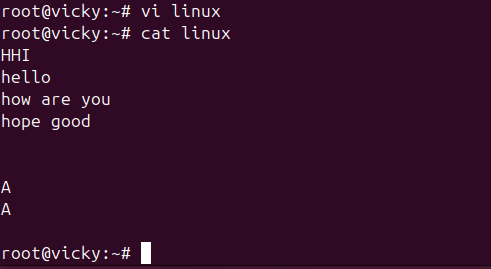 root@vicky:~# vi linux
root@vicky:~# cat linux
HHI
hello
how are you
hope good
A
A
root@vicky:~#